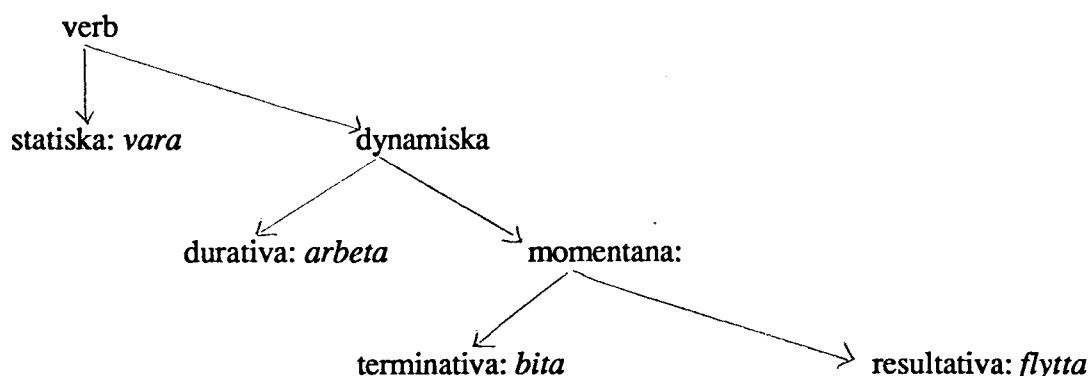 verb
statiska: vara dynamiska
durativa: arbeta momentana:
terminativa: bita resultativa: flytta